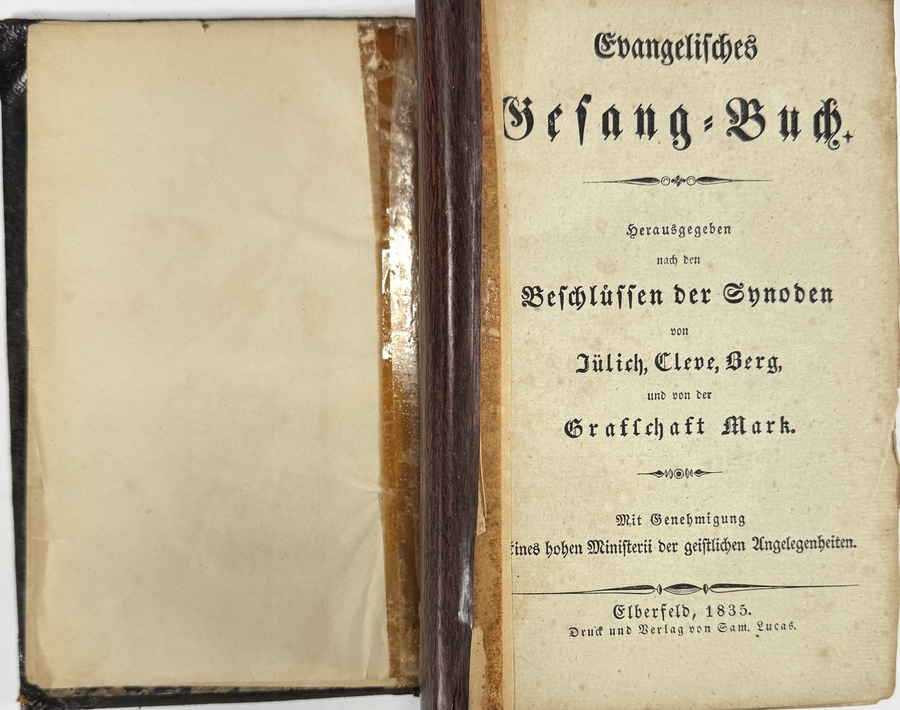 Evangelisches
Gesang-Buch.
Herausgegeben
nach den
Beschlüssen der Synoden
von
Jülich, Cleve, Berg,
und von der
Grafschaft Mark.
Mit Genehmigung
Eines hohen Ministerii der geistlichen Angelegenheiten.
Elberfeld, 1835.
Druck und Verlag von Sam. Lucas.